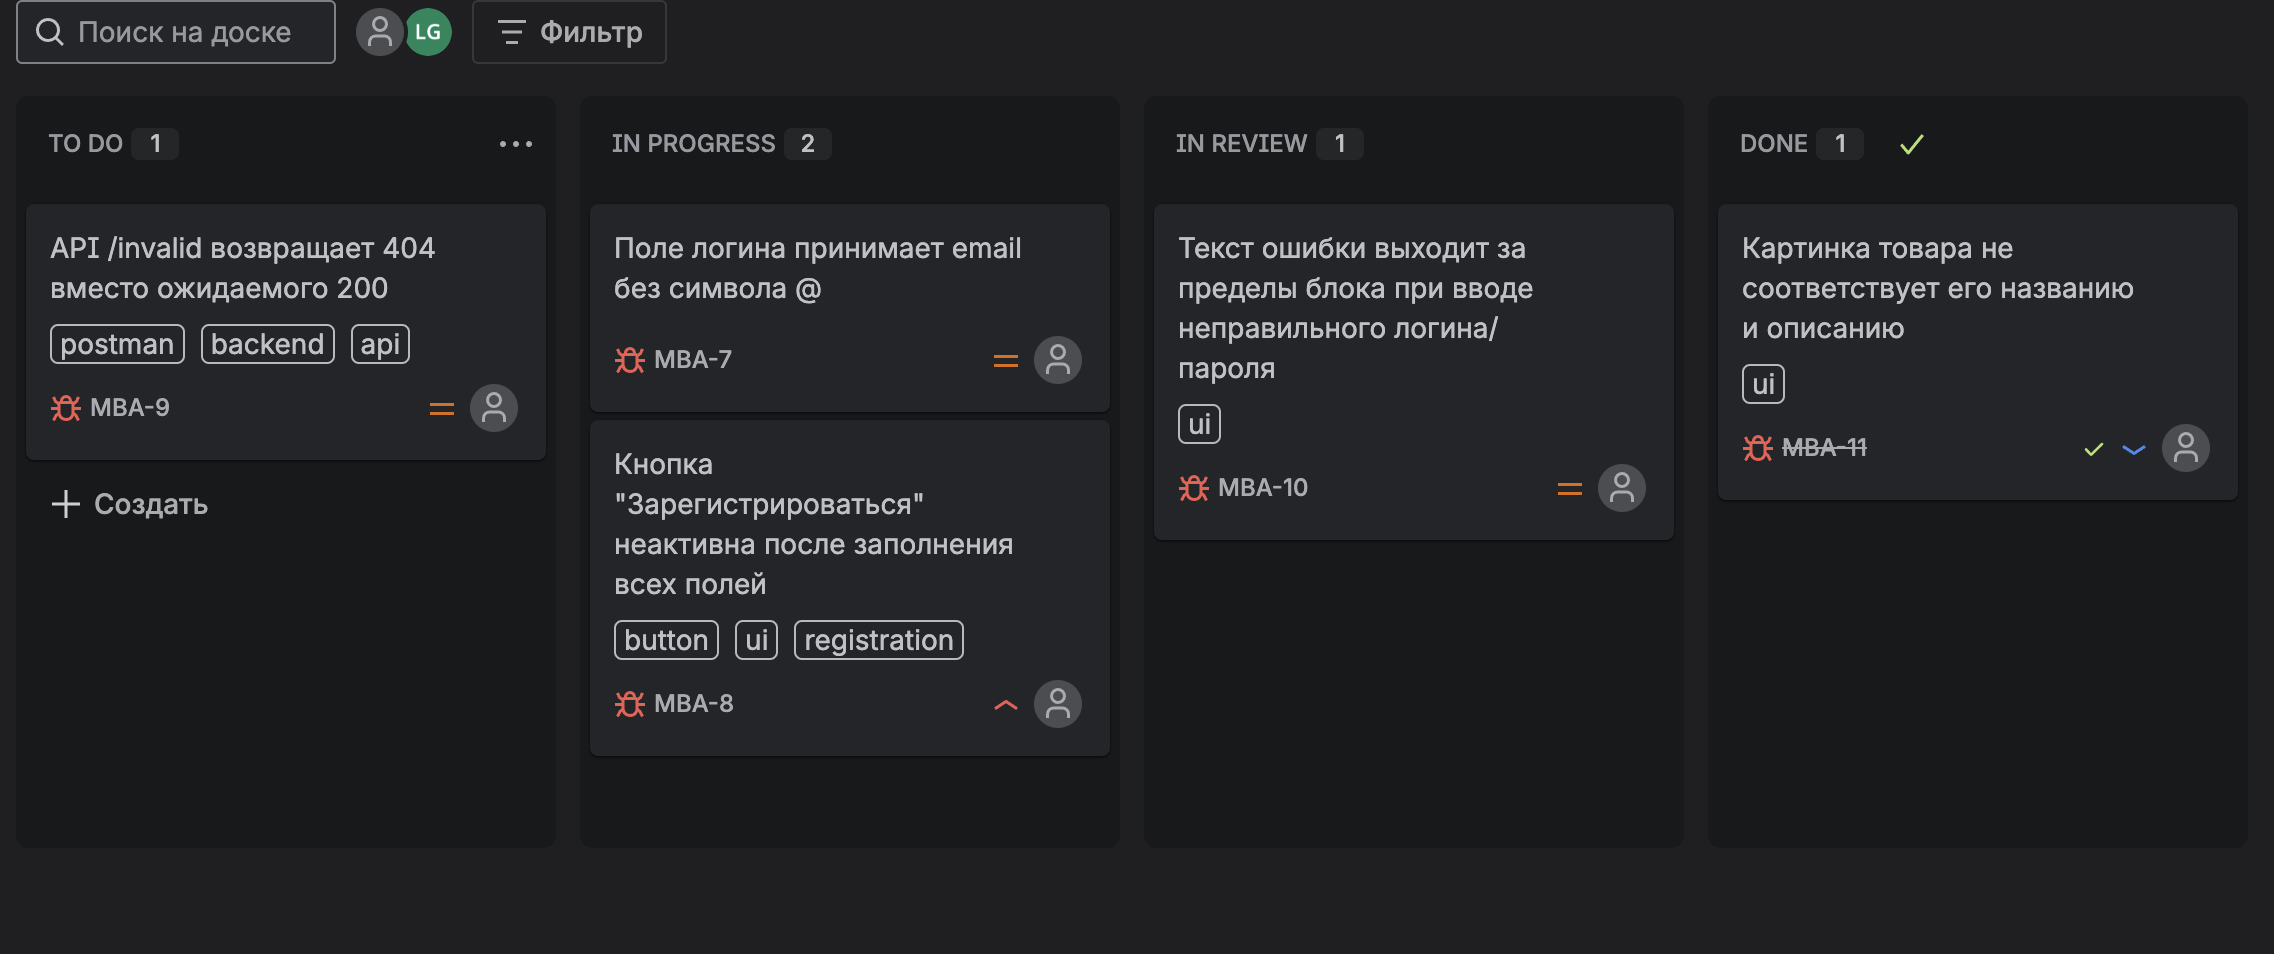 Поиск на доске
LG
Фильтр
TO DO 1
API /invalid возвращает 404
вместо ожидаемого 200
postman backend api
MBA-9
Создать
IN PROGRESS 2
Поле логина принимает email
без символа @
MBA-7
Кнопка
"Зарегистрироваться"
неактивна после заполнения
всех полей
button ui registration
MBA-8
IN REVIEW 1
Текст ошибки выходит за
пределы блока при вводе
неправильного логина/
пароля
ui
MBA-10
DONE 1
Картинка товара не
соответствует его названию
и описанию
ui
MBA-11